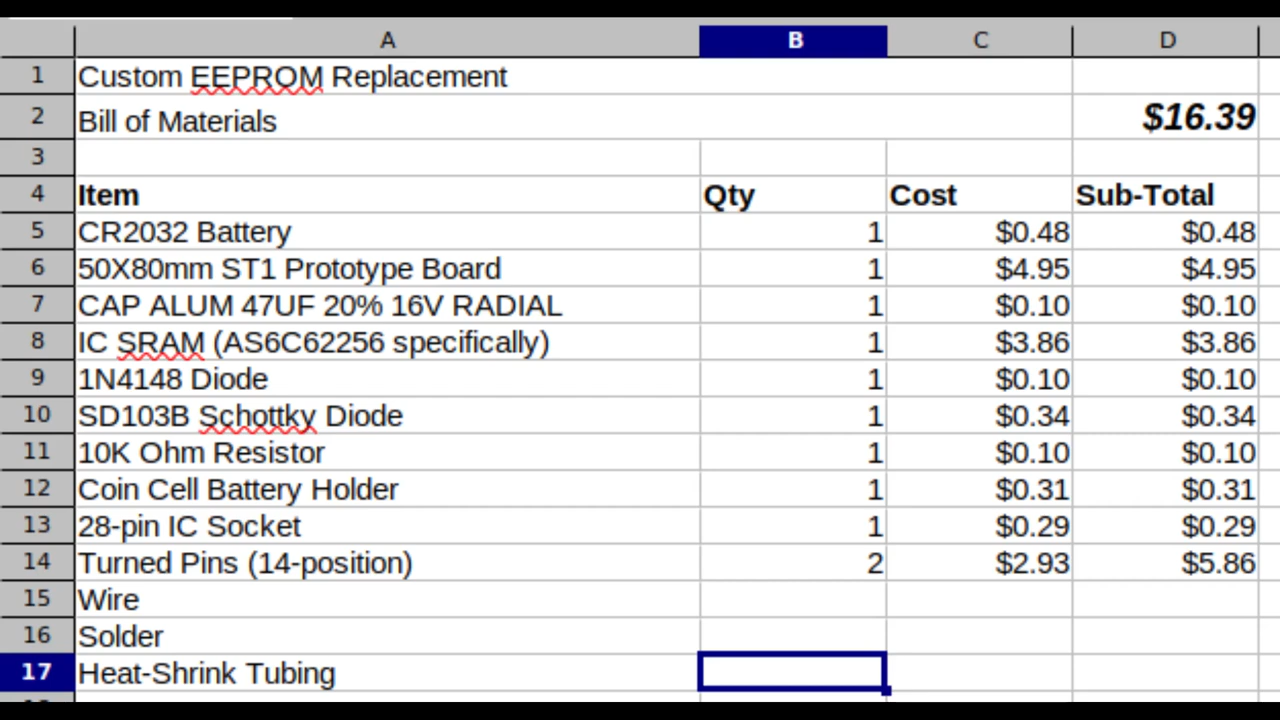 A B C D
1 Custom EEPROM Replacement
2 Bill of Materials $16.39
3
4 Item Qty Cost Sub-Total
5 CR2032 Battery 1 $0.48 $0.48
6 50X80mm ST1 Prototype Board 1 $4.95 $4.95
7 CAP ALUM 47UF 20% 16V RADIAL 1 $0.10 $0.10
8 IC SRAM (AS6C62256 specifically) 1 $3.86 $3.86
9 1N4148 Diode 1 $0.10 $0.10
10 SD103B Schottky Diode 1 $0.34 $0.34
11 10K Ohm Resistor 1 $0.10 $0.10
12 Coin Cell Battery Holder 1 $0.31 $0.31
13 28-pin IC Socket 1 $0.29 $0.29
14 Turned Pins (14-position) 2 $2.93 $5.86
15 Wire
16 Solder
17 Heat-Shrink Tubing